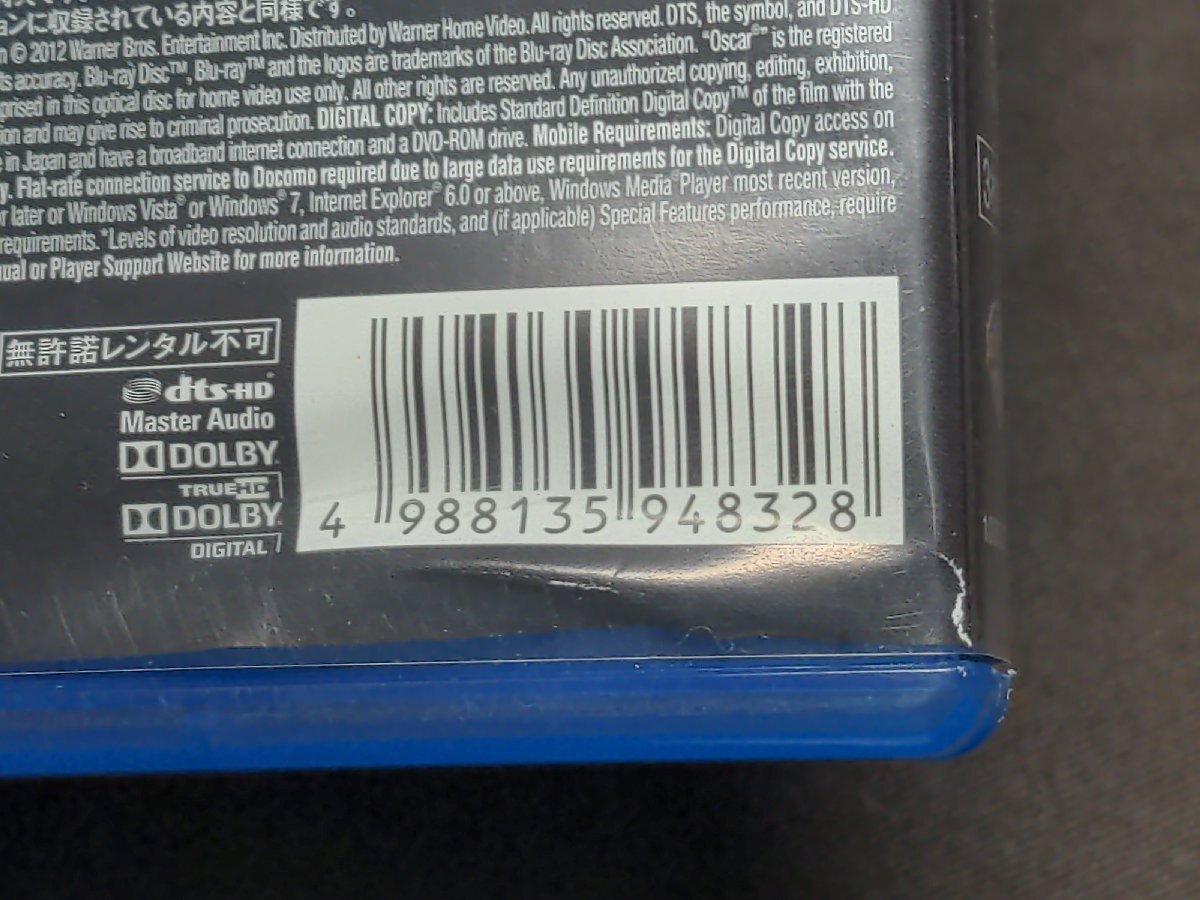 ョンに収録されている内容と同様です。
© 2012 Warner Bros. Entertainment Inc. Distributed by Warner Home Video. All rights reserved. DTS, the symbol, and DTS-HD
accuracy. Blu-ray Disc™, Blu-ray™ and the logos are trademarks of the Blu-ray Disc Association. "Oscar®" is the registered
in this optical disc for home video use only. All other rights are reserved. Any unauthorized copying, editing, exhibition,
and may give rise to criminal prosecution. DIGITAL COPY: Includes Standard Definition Digital Copy™ of the film with the
in Japan and have a broadband internet connection and a DVD-ROM drive. Mobile Requirements: Digital Copy access on
Flat-rate connection service to Docomo required due to large data use requirements for the Digital Copy service.
later or Windows Vista® or Windows® 7, Internet Explorer® 6.0 or above, Windows Media® Player most recent version,
requirements. *Levels of video resolution and audio standards, and (if applicable) Special Features performance, require
or Player Support Website for more information.
無許諾レンタル不可
dts-HD
Master Audio
DOLBY
TRUEHD
DOLBY
DIGITAL
4 988135 948328